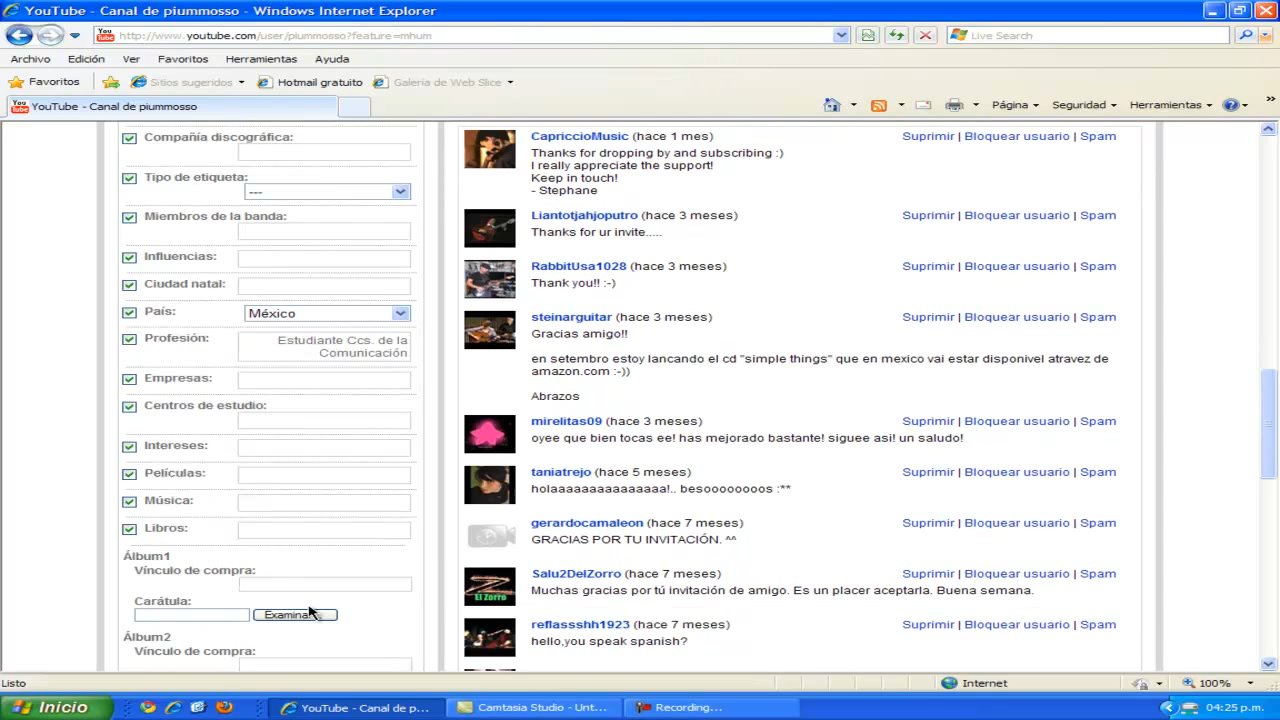 YouTube - Canal de piummosso - Windows Internet Explorer
http://www.youtube.com/user/piummosso?feature=mhum
Live Search
Archivo Edición Ver Favoritos Herramientas Ayuda
Favoritos Sitios sugeridos Hotmail gratuito Galería de Web Slice
YouTube - Canal de piummosso
Página Seguridad Herramientas
Compañía discográfica:
Tipo de etiqueta:
---
Miembros de la banda:
Influencias:
Ciudad natal:
País:
México
Profesión:
Estudiante Ccs. de la
Comunicación
Empresas:
Centros de estudio:
Intereses:
Películas:
Música:
Libros:
Álbum1
Vínculo de compra:
Carátula:
Álbum2
Vínculo de compra:
CapriccioMusic (hace 1 mes) Suprimir | Bloquear usuario | Spam
Thanks for dropping by and subscribing :)
I really appreciate the support!
Keep in touch!
- Stephane
Liantotjahjoputro (hace 3 meses) Suprimir | Bloquear usuario | Spam
Thanks for ur invite.....
RabbitUsa1028 (hace 3 meses) Suprimir | Bloquear usuario | Spam
Thank you!! :-)
steinarguitar (hace 3 meses) Suprimir | Bloquear usuario | Spam
Gracias amigo!!
en setembro estoy lancando el cd "simple things" que en mexico vai estar disponivel atravez de
amazon.com :-))
Abrazos
mirelitas09 (hace 3 meses) Suprimir | Bloquear usuario | Spam
oyee que bien tocas ee! has mejorado bastante! siguee asi! un saludo!
taniatrejo (hace 5 meses) Suprimir | Bloquear usuario | Spam
holaaaaaaaaaaaaaaa!.. besoooooooos :**
gerardocamaleon (hace 7 meses) Suprimir | Bloquear usuario | Spam
GRACIAS POR TU INVITACIÓN. ^^
Salu2DelZorro (hace 7 meses) Suprimir | Bloquear usuario | Spam
Muchas gracias por tú invitación de amigo. Es un placer aceptarla. Buena semana.
El Zorro
reflassshh1923 (hace 7 meses) Suprimir | Bloquear usuario | Spam
hello,you speak spanish?
Listo Internet 100%
Inicio YouTube - Canal de p... Camtasia Studio - Unt... Recording... 04:25 p.m.